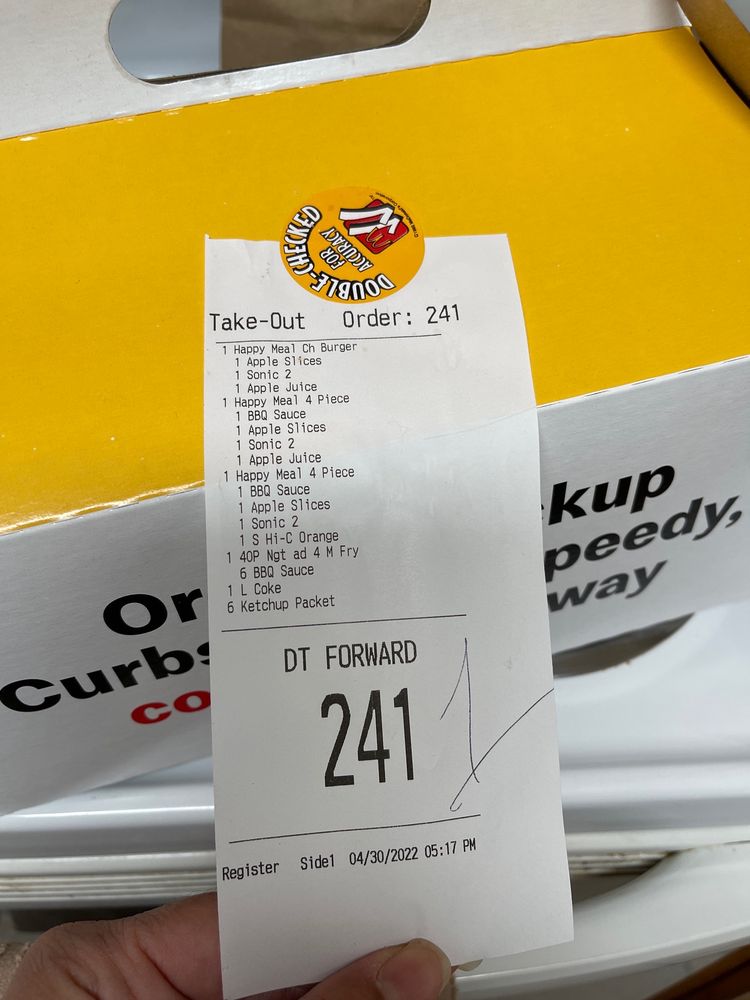 DOUBLE-CHECKED
FOR
ACCURACY
Take-Out Order: 241
1 Happy Meal Ch Burger
1 Apple Slices
1 Sonic 2
1 Apple Juice
1 Happy Meal 4 Piece
1 BBQ Sauce
1 Apple Slices
1 Sonic 2
1 Apple Juice
1 Happy Meal 4 Piece
1 BBQ Sauce
1 Apple Slices
1 Sonic 2
1 S Hi-C Orange
1 40P Ngt ad 4 M Fry
6 BBQ Sauce
1 L Coke
6 Ketchup Packet
DT FORWARD
241
Register Side1 04/30/2022 05:17 PM
Or
Curbs
co
kup
peedy,
way